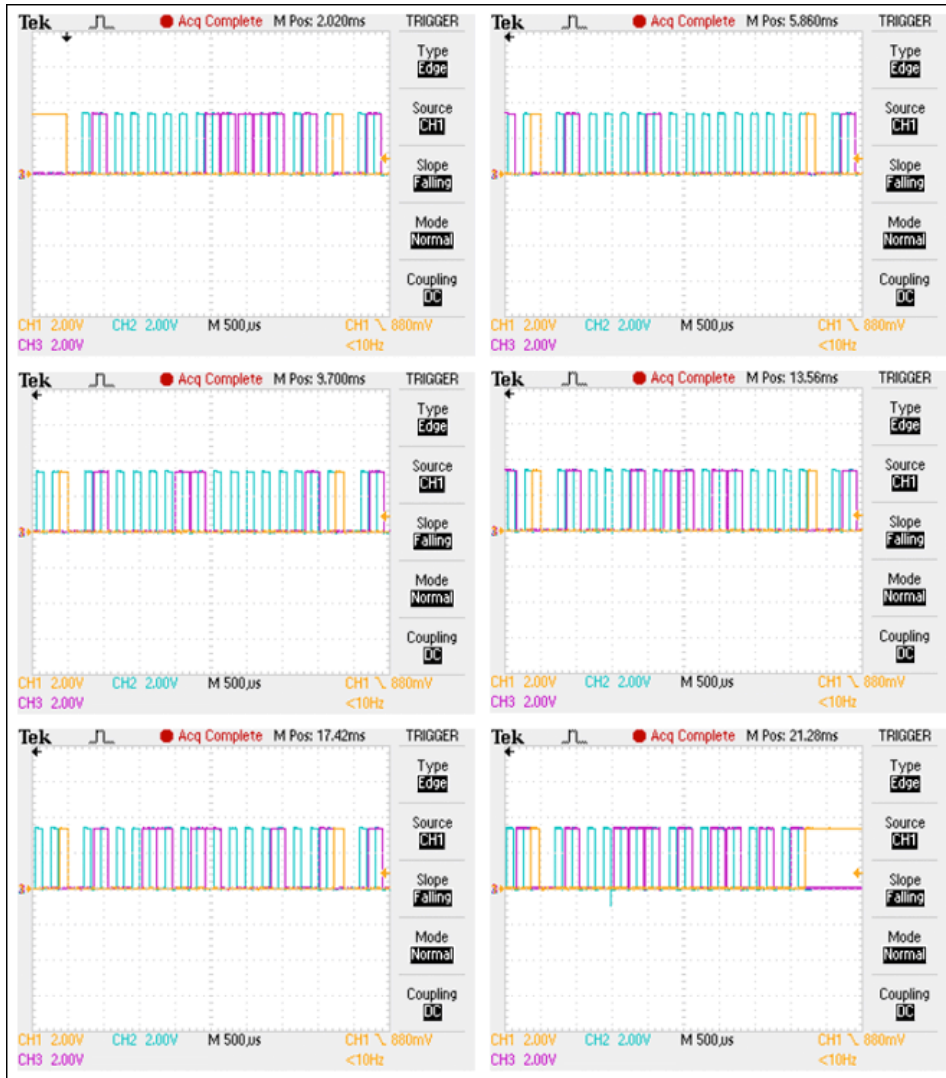 Tek Acq Complete M Pos: 2.020ms TRIGGER
Type
Edge
Source
CH1
Slope
Falling
Mode
Normal
Coupling
DC
CH1 2.00V CH2 2.00V M 500µs CH1 880mV
CH3 2.00V <10Hz
Tek Acq Complete M Pos: 5.860ms TRIGGER
Type
Edge
Source
CH1
Slope
Falling
Mode
Normal
Coupling
DC
CH1 2.00V CH2 2.00V M 500µs CH1 880mV
CH3 2.00V <10Hz
Tek Acq Complete M Pos: 9.700ms TRIGGER
Type
Edge
Source
CH1
Slope
Falling
Mode
Normal
Coupling
DC
CH1 2.00V CH2 2.00V M 500µs CH1 880mV
CH3 2.00V <10Hz
Tek Acq Complete M Pos: 13.56ms TRIGGER
Type
Edge
Source
CH1
Slope
Falling
Mode
Normal
Coupling
DC
CH1 2.00V CH2 2.00V M 500µs CH1 880mV
CH3 2.00V <10Hz
Tek Acq Complete M Pos: 17.42ms TRIGGER
Type
Edge
Source
CH1
Slope
Falling
Mode
Normal
Coupling
DC
CH1 2.00V CH2 2.00V M 500µs CH1 880mV
CH3 2.00V <10Hz
Tek Acq Complete M Pos: 21.28ms TRIGGER
Type
Edge
Source
CH1
Slope
Falling
Mode
Normal
Coupling
DC
CH1 2.00V CH2 2.00V M 500µs CH1 880mV
CH3 2.00V <10Hz